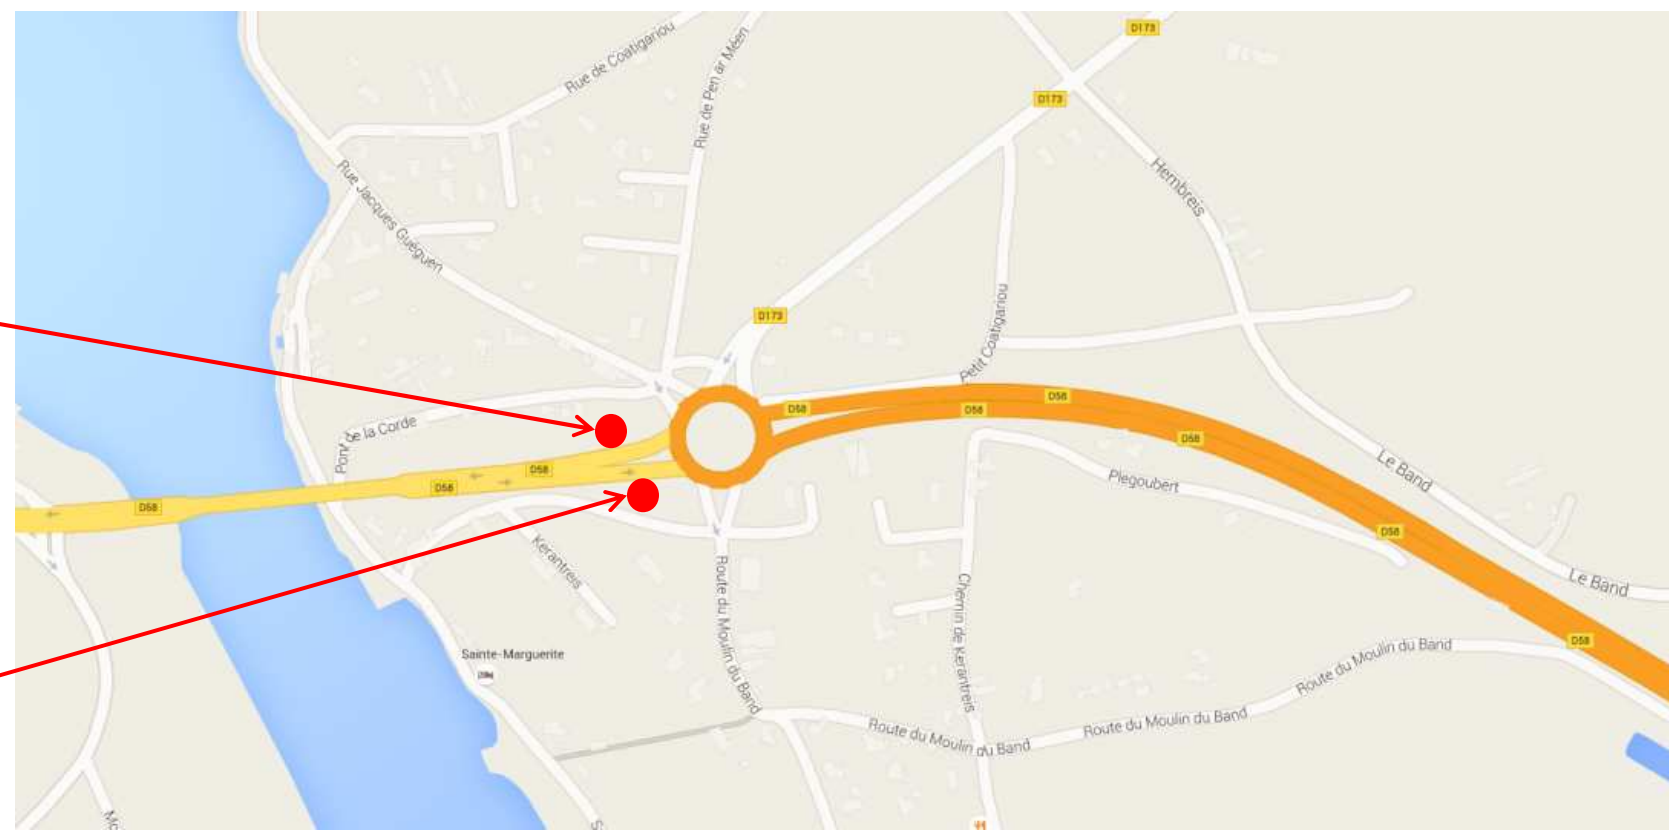 D173
Rue de Coatigariou
Rue de Pen ar Méen
D173
Hembreis
Rue Jacques Guéguen
D173
Petit Coatigariou
D58
D58
D58
Pont de la Corde
D58
D58
D58
D58
Plegoubert
Le Band
D58
Kerantreis
Route du Moulin du Band
Chemin de Kerantreis
Le Band
D58
Sainte-Marguerite
Route du Moulin du Band
Route du Moulin du Band
Route du Moulin du Band